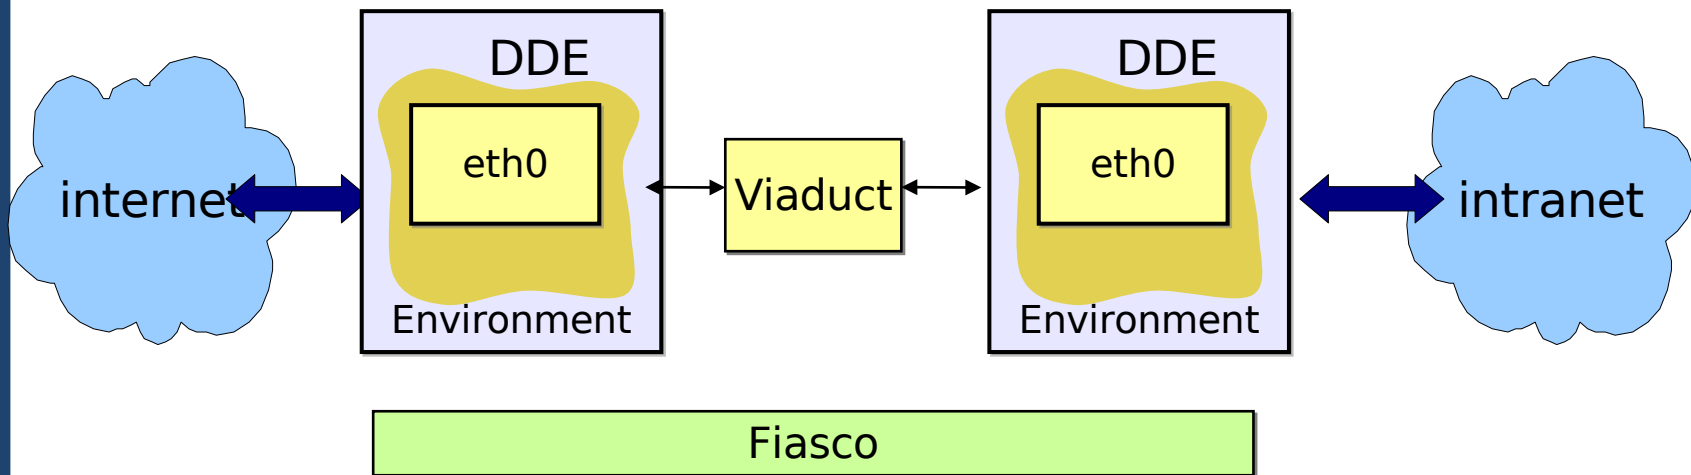 DDE
DDE
eth0
eth0
internet
Viaduct
intranet
Environment
Environment
Fiasco